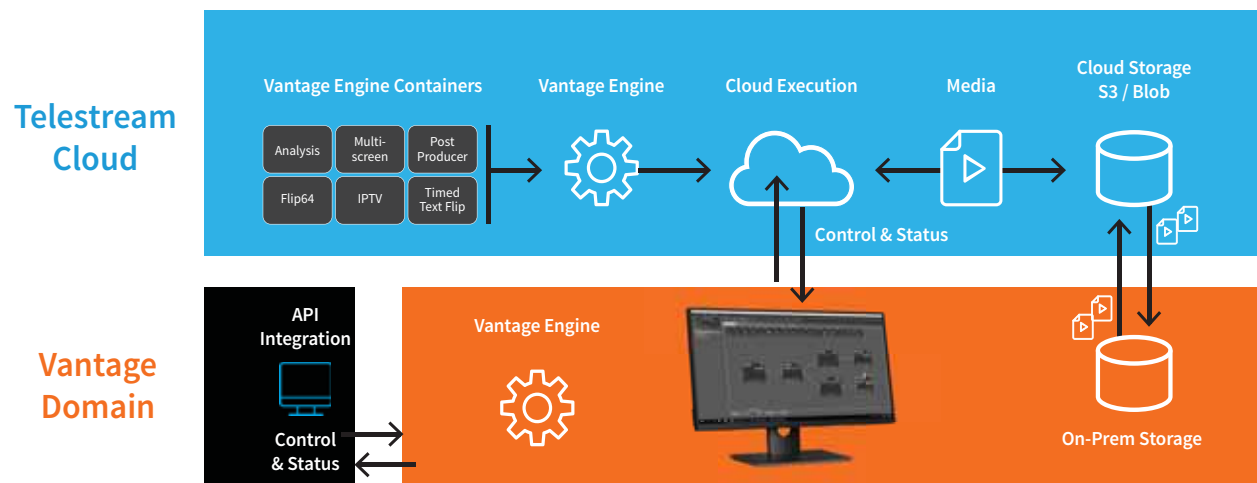 Telestream
Cloud
Vantage Engine Containers
Analysis
Multi-
screen
Post
Producer
Flip64
IPTV
Timed
Text Flip
Vantage Engine
Cloud Execution
Media
Cloud Storage
S3 / Blob
Control & Status
Vantage
Domain
API
Integration
Control
& Status
Vantage Engine
On-Prem Storage